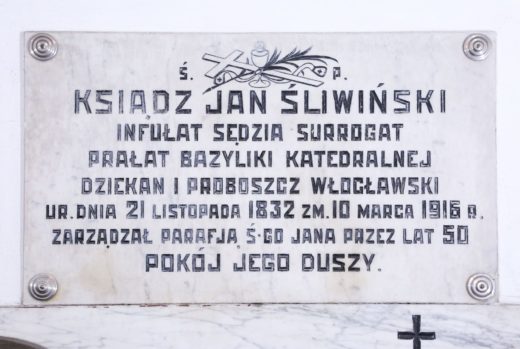 Ś. P.
KSIĄDZ JAN ŚLIWIŃSKI
INFUŁAT SĘDZIA SURROGAT
PRAŁAT BAZYLIKI KATEDRALNEJ
DZIEKAN I PROBOSZCZ WŁOCŁAWSKI
UR. DNIA 21 LISTOPADA 1832 ZM. 10 MARCA 1916 R.
ZARZĄDZAŁ PARAFJĄ Ś-GO JANA PRZEZ LAT 50
POKÓJ JEGO DUSZY.